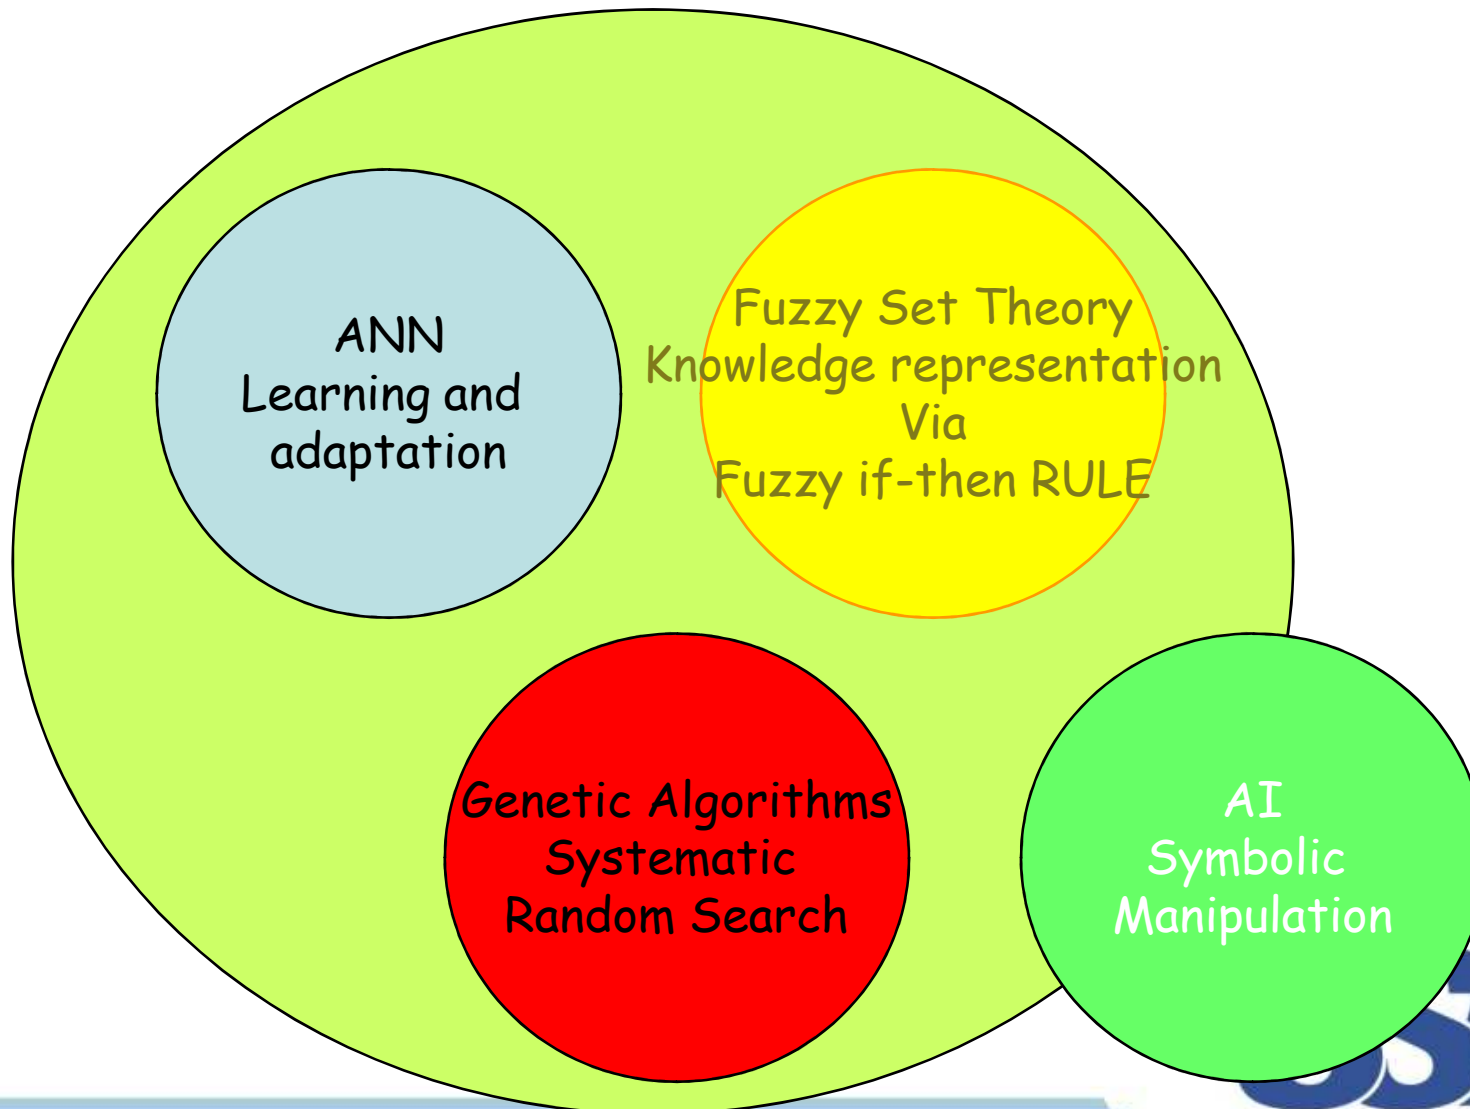 ANN
Learning and
adaptation
Fuzzy Set Theory
Knowledge representation
Via
Fuzzy if-then RULE
Genetic Algorithms
Systematic
Random Search
AI
Symbolic
Manipulation